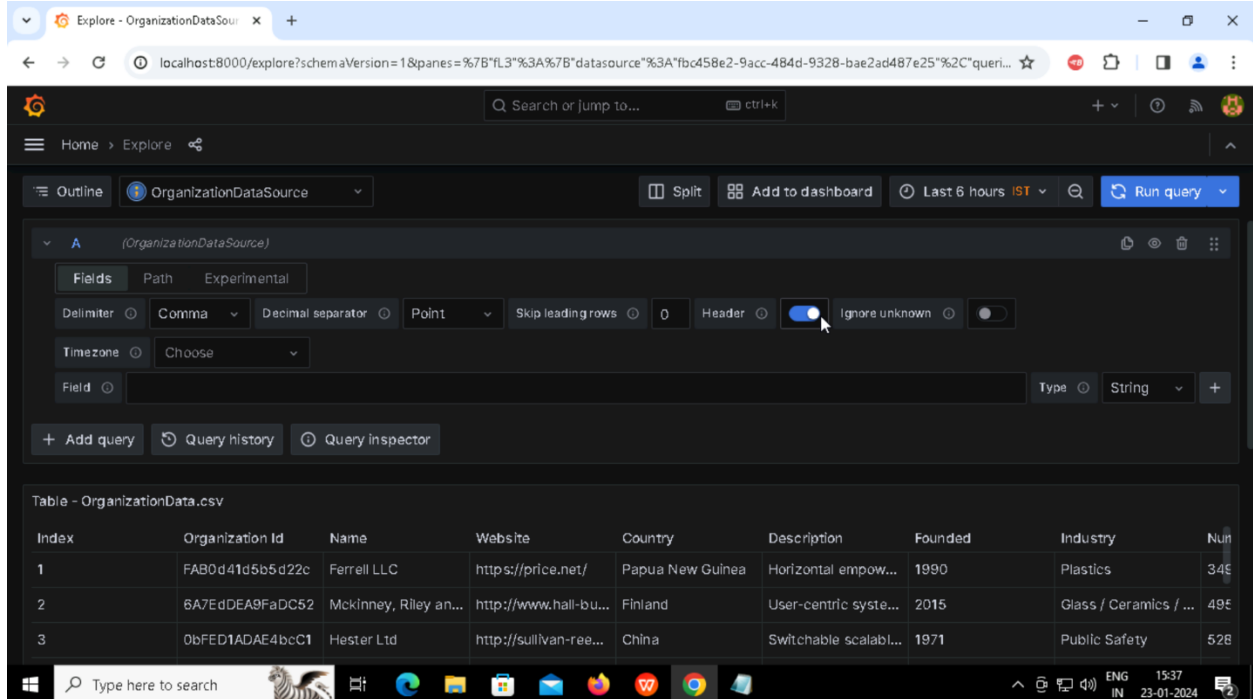 Explore - OrganizationDataSour
localhost:8000/explore?schemaVersion=1&panes=%7B"fL3"%3A%7B"datasource"%3A"fbc458e2-9acc-484d-9328-bae2ad487e25"%2C"queri...
Search or jump to... ctrl+k
Home › Explore
Outline OrganizationDataSource Split Add to dashboard Last 6 hours IST Run query
A (OrganizationDataSource)
Fields Path Experimental
Delimiter Comma Decimal separator Point Skip leading rows 0 Header Ignore unknown
Timezone Choose
Field Type String +
+ Add query Query history Query inspector
Table - OrganizationData.csv
Index Organization Id Name Website Country Description Founded Industry Num
1 FAB0d41d5b5d22c Ferrell LLC https://price.net/ Papua New Guinea Horizontal empow... 1990 Plastics 349
2 6A7EdDEA9FaDC52 Mckinney, Riley an... http://www.hall-bu... Finland User-centric syste... 2015 Glass / Ceramics / ... 495
3 0bFED1ADAE4bcC1 Hester Ltd http://sullivan-ree... China Switchable scalabl... 1971 Public Safety 528
Type here to search ENG 15:37
IN 23-01-2024 2